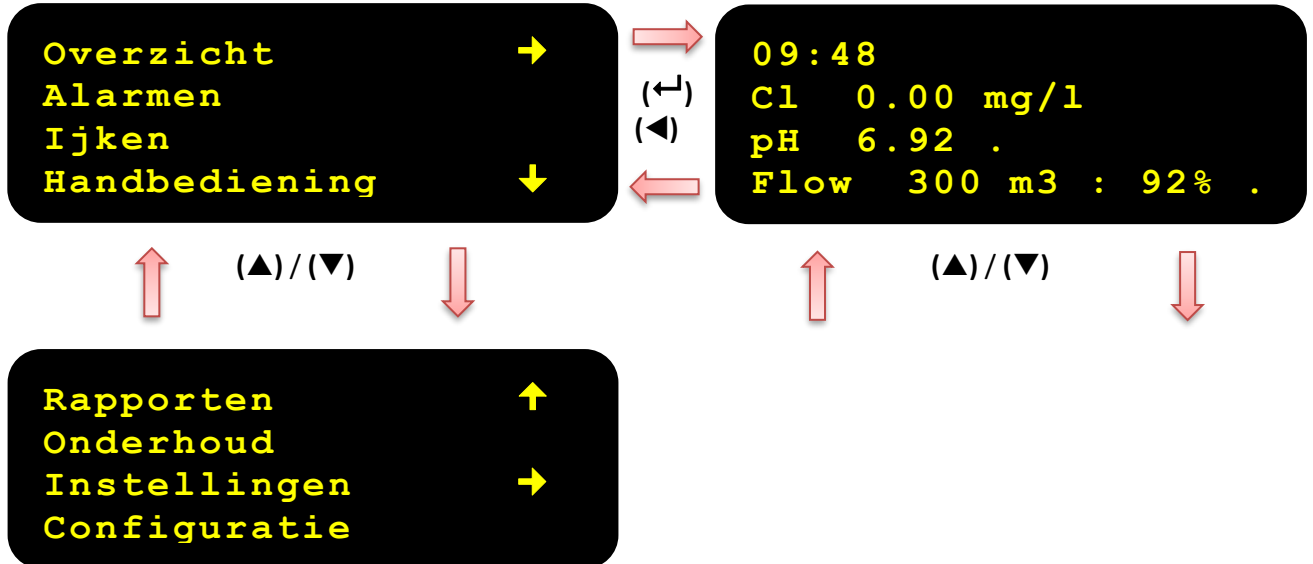 Overzicht →
Alarmen
Ijken
Handbediening ↓
(↵)
(◀)
09:48
Cl 0.00 mg/l
pH 6.92 .
Flow 300 m3 : 92% .
(▲) / (▼)
(▲) / (▼)
Rapporten ↑
Onderhoud
Instellingen →
Configuratie